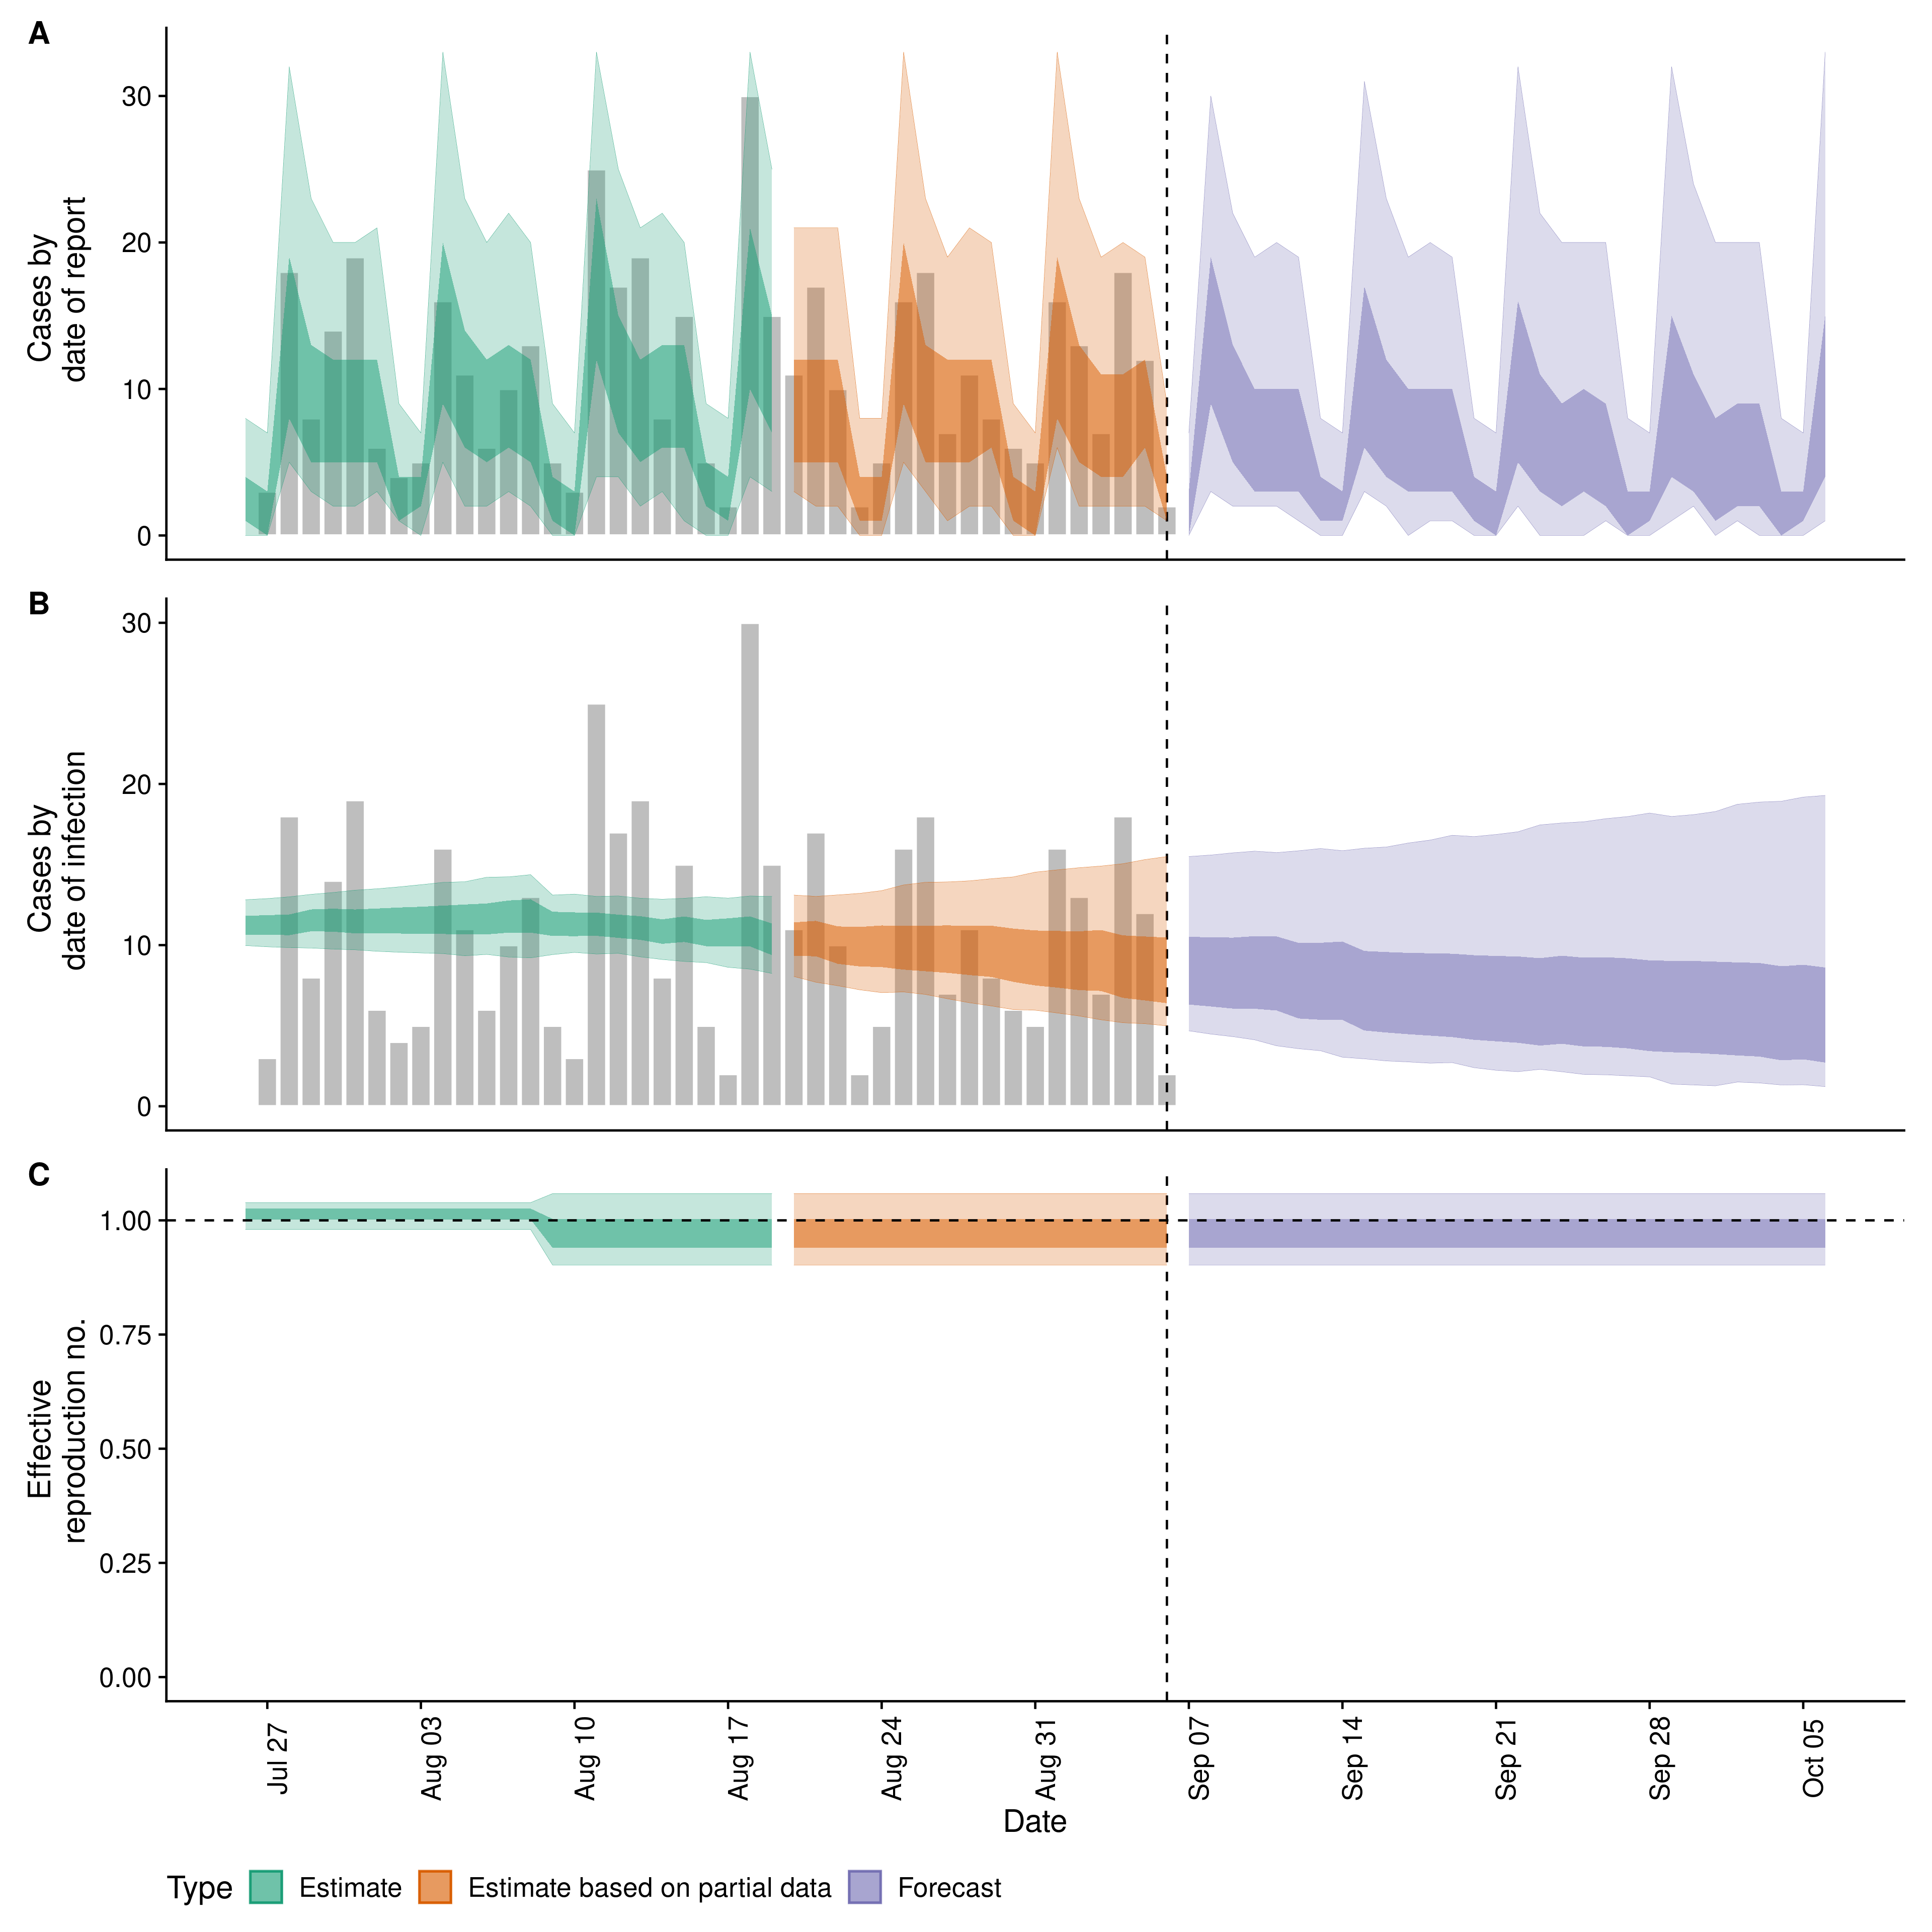 A
30
20
10
0
Cases by
date of report
B
30
20
10
0
Cases by
date of infection
C
1.00
0.75
0.50
0.25
0.00
Effective
reproduction no.
Jul 27
Aug 03
Aug 10
Aug 17
Aug 24
Aug 31
Sep 07
Sep 14
Sep 21
Sep 28
Oct 05
Date
Type Estimate Estimate based on partial data Forecast